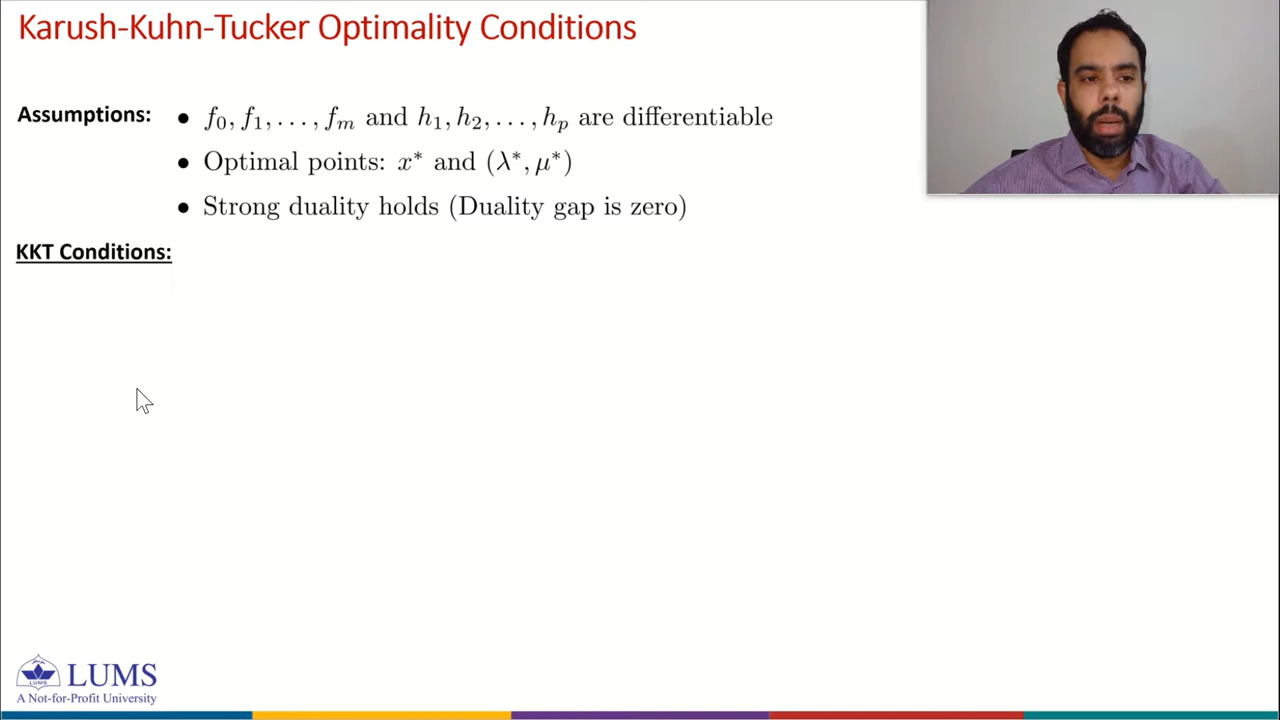 Karush-Kuhn-Tucker Optimality Conditions
Assumptions: • f₀, f₁, . . . , fₘ and h₁, h₂, . . . , hₚ are differentiable
• Optimal points: x* and (λ*, μ*)
• Strong duality holds (Duality gap is zero)
KKT Conditions:
LUMS
LUMS
A Not-for-Profit University